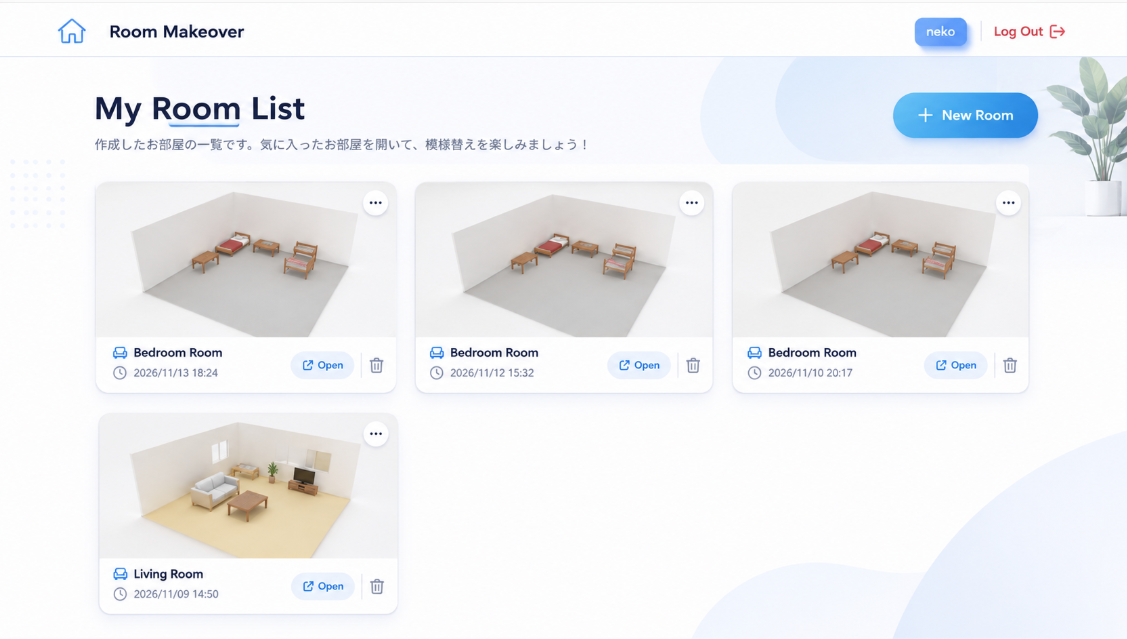 Room Makeover
neko
Log Out
My Room List
作成したお部屋の一覧です。気に入ったお部屋を開いて、模様替えを楽しみましょう！
New Room
Bedroom Room
2026/11/13 18:24
Open
Bedroom Room
2026/11/12 15:32
Open
Bedroom Room
2026/11/10 20:17
Open
Living Room
2026/11/09 14:50
Open